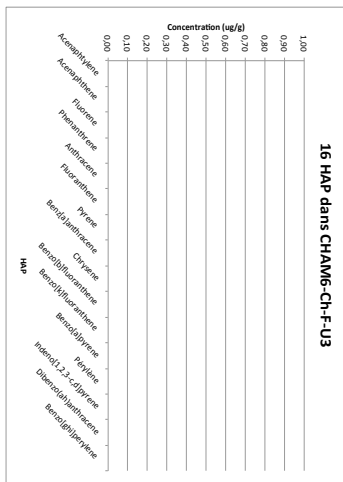 16 HAP dans CHAM6-Ch-F-U3
Concentration (ug/g)
1,00
0,90
0,80
0,70
0,60
0,50
0,40
0,30
0,20
0,10
0,00
Acenaphtylene
Acenaphthene
Fluorene
Phenanthrene
Anthracene
Fluoranthene
Pyrene
Benz[a]anthracene
Chrysene
Benzo[b]fluoranthene
Benzo[k]fluoranthene
Benzo[a]pyrene
Pérylène
Indeno[1,2,3-c,d]pyrene
Dibenzo[ah]anthracene
Benzo[ghi]perylene
HAP